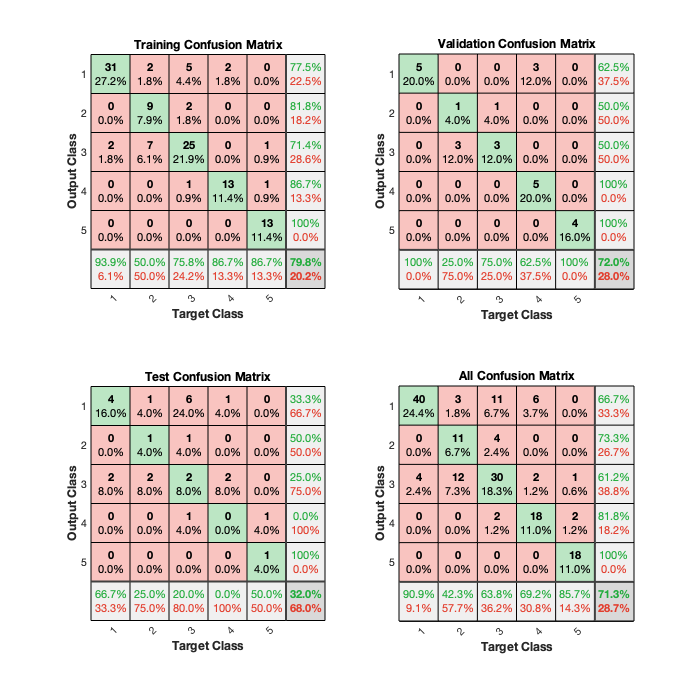 Training Confusion Matrix
31 2 5 2 0 77.5%
1
27.2% 1.8% 4.4% 1.8% 0.0% 22.5%
0 9 2 0 0 81.8%
2
0.0% 7.9% 1.8% 0.0% 0.0% 18.2%
2 7 25 0 1 71.4%
3
1.8% 6.1% 21.9% 0.0% 0.9% 28.6%
0 0 1 13 1 86.7%
4
0.0% 0.0% 0.9% 11.4% 0.9% 13.3%
0 0 0 0 13 100%
5
0.0% 0.0% 0.0% 0.0% 11.4% 0.0%
93.9% 50.0% 75.8% 86.7% 86.7% 79.8%
6.1% 50.0% 24.2% 13.3% 13.3% 20.2%
1 2 3 4 5
Target Class
Output Class
Validation Confusion Matrix
5 0 0 3 0 62.5%
1
20.0% 0.0% 0.0% 12.0% 0.0% 37.5%
0 1 1 0 0 50.0%
2
0.0% 4.0% 4.0% 0.0% 0.0% 50.0%
0 3 3 0 0 50.0%
3
0.0% 12.0% 12.0% 0.0% 0.0% 50.0%
0 0 0 5 0 100%
4
0.0% 0.0% 0.0% 20.0% 0.0% 0.0%
0 0 0 0 4 100%
5
0.0% 0.0% 0.0% 0.0% 16.0% 0.0%
100% 25.0% 75.0% 62.5% 100% 72.0%
0.0% 75.0% 25.0% 37.5% 0.0% 28.0%
1 2 3 4 5
Target Class
Output Class
Test Confusion Matrix
4 1 6 1 0 33.3%
1
16.0% 4.0% 24.0% 4.0% 0.0% 66.7%
0 1 1 0 0 50.0%
2
0.0% 4.0% 4.0% 0.0% 0.0% 50.0%
2 2 2 2 0 25.0%
3
8.0% 8.0% 8.0% 8.0% 0.0% 75.0%
0 0 1 0 1 0.0%
4
0.0% 0.0% 4.0% 0.0% 4.0% 100%
0 0 0 0 1 100%
5
0.0% 0.0% 0.0% 0.0% 4.0% 0.0%
66.7% 25.0% 20.0% 0.0% 50.0% 32.0%
33.3% 75.0% 80.0% 100% 50.0% 68.0%
1 2 3 4 5
Target Class
Output Class
All Confusion Matrix
40 3 11 6 0 66.7%
1
24.4% 1.8% 6.7% 3.7% 0.0% 33.3%
0 11 4 0 0 73.3%
2
0.0% 6.7% 2.4% 0.0% 0.0% 26.7%
4 12 30 2 1 61.2%
3
2.4% 7.3% 18.3% 1.2% 0.6% 38.8%
0 0 2 18 2 81.8%
4
0.0% 0.0% 1.2% 11.0% 1.2% 18.2%
0 0 0 0 18 100%
5
0.0% 0.0% 0.0% 0.0% 11.0% 0.0%
90.9% 42.3% 63.8% 69.2% 85.7% 71.3%
9.1% 57.7% 36.2% 30.8% 14.3% 28.7%
1 2 3 4 5
Target Class
Output Class